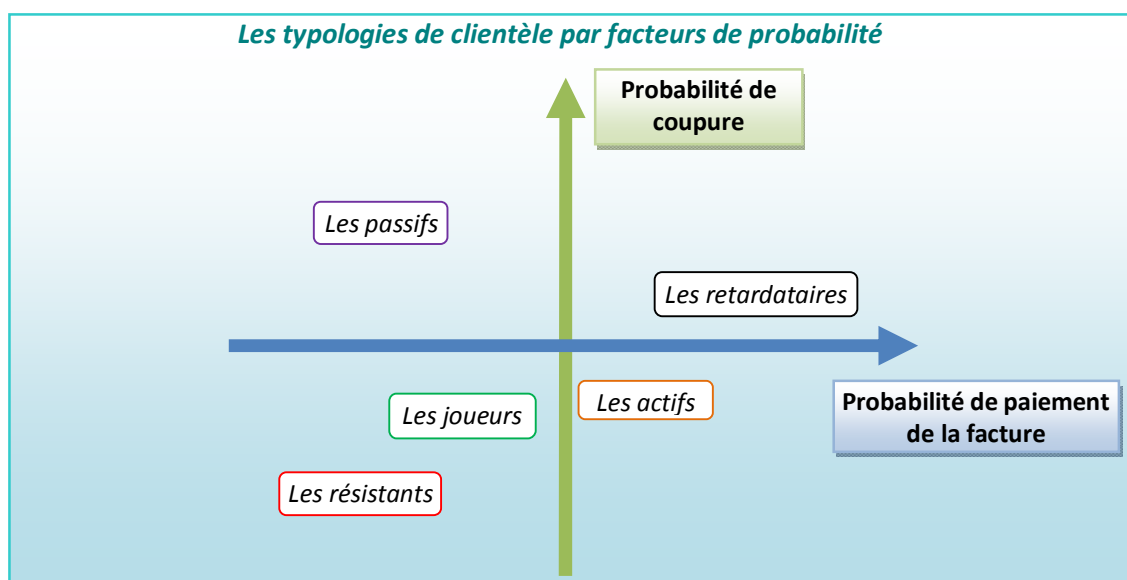 Les typologies de clientèle par facteurs de probabilité
Probabilité de
coupure
Les passifs
Les retardataires
Les joueurs
Les actifs
Probabilité de paiement
de la facture
Les résistants